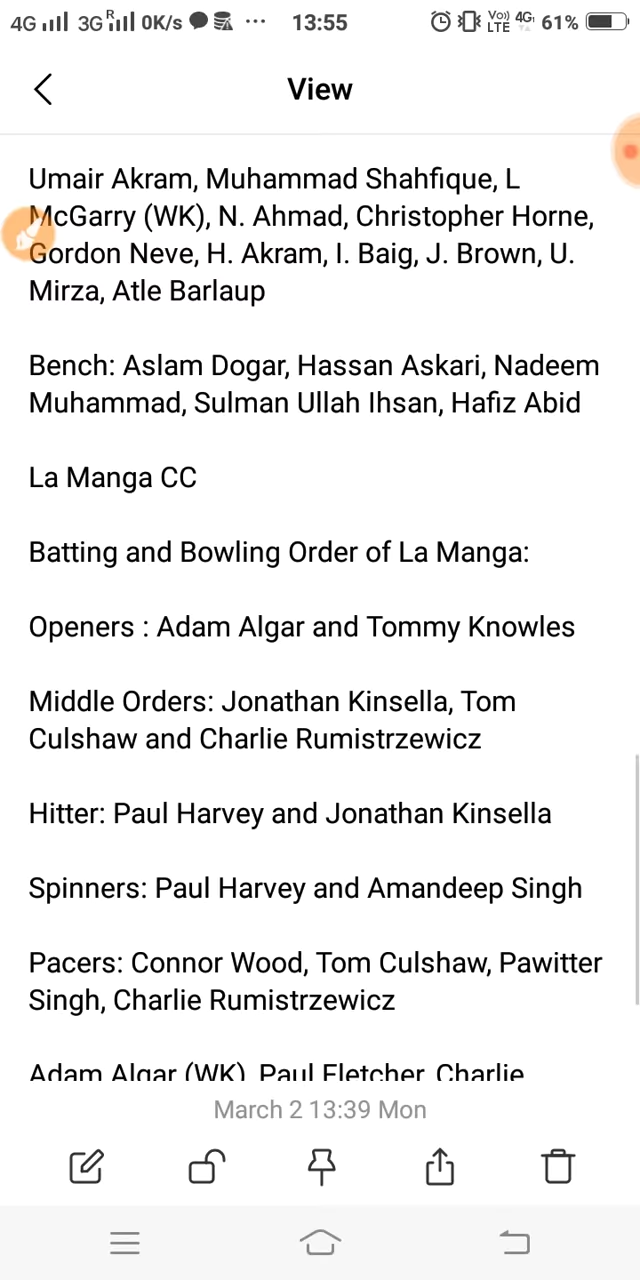 4G 3G R 0K/s ... 13:55 Vo)) LTE 4G 61%
View
Umair Akram, Muhammad Shahfique, L
McGarry (WK), N. Ahmad, Christopher Horne,
Gordon Neve, H. Akram, I. Baig, J. Brown, U.
Mirza, Atle Barlaup
Bench: Aslam Dogar, Hassan Askari, Nadeem
Muhammad, Sulman Ullah Ihsan, Hafiz Abid
La Manga CC
Batting and Bowling Order of La Manga:
Openers : Adam Algar and Tommy Knowles
Middle Orders: Jonathan Kinsella, Tom
Culshaw and Charlie Rumistrzewicz
Hitter: Paul Harvey and Jonathan Kinsella
Spinners: Paul Harvey and Amandeep Singh
Pacers: Connor Wood, Tom Culshaw, Pawitter
Singh, Charlie Rumistrzewicz
Adam Algar (WK), Paul Fletcher, Charlie
March 2 13:39 Mon